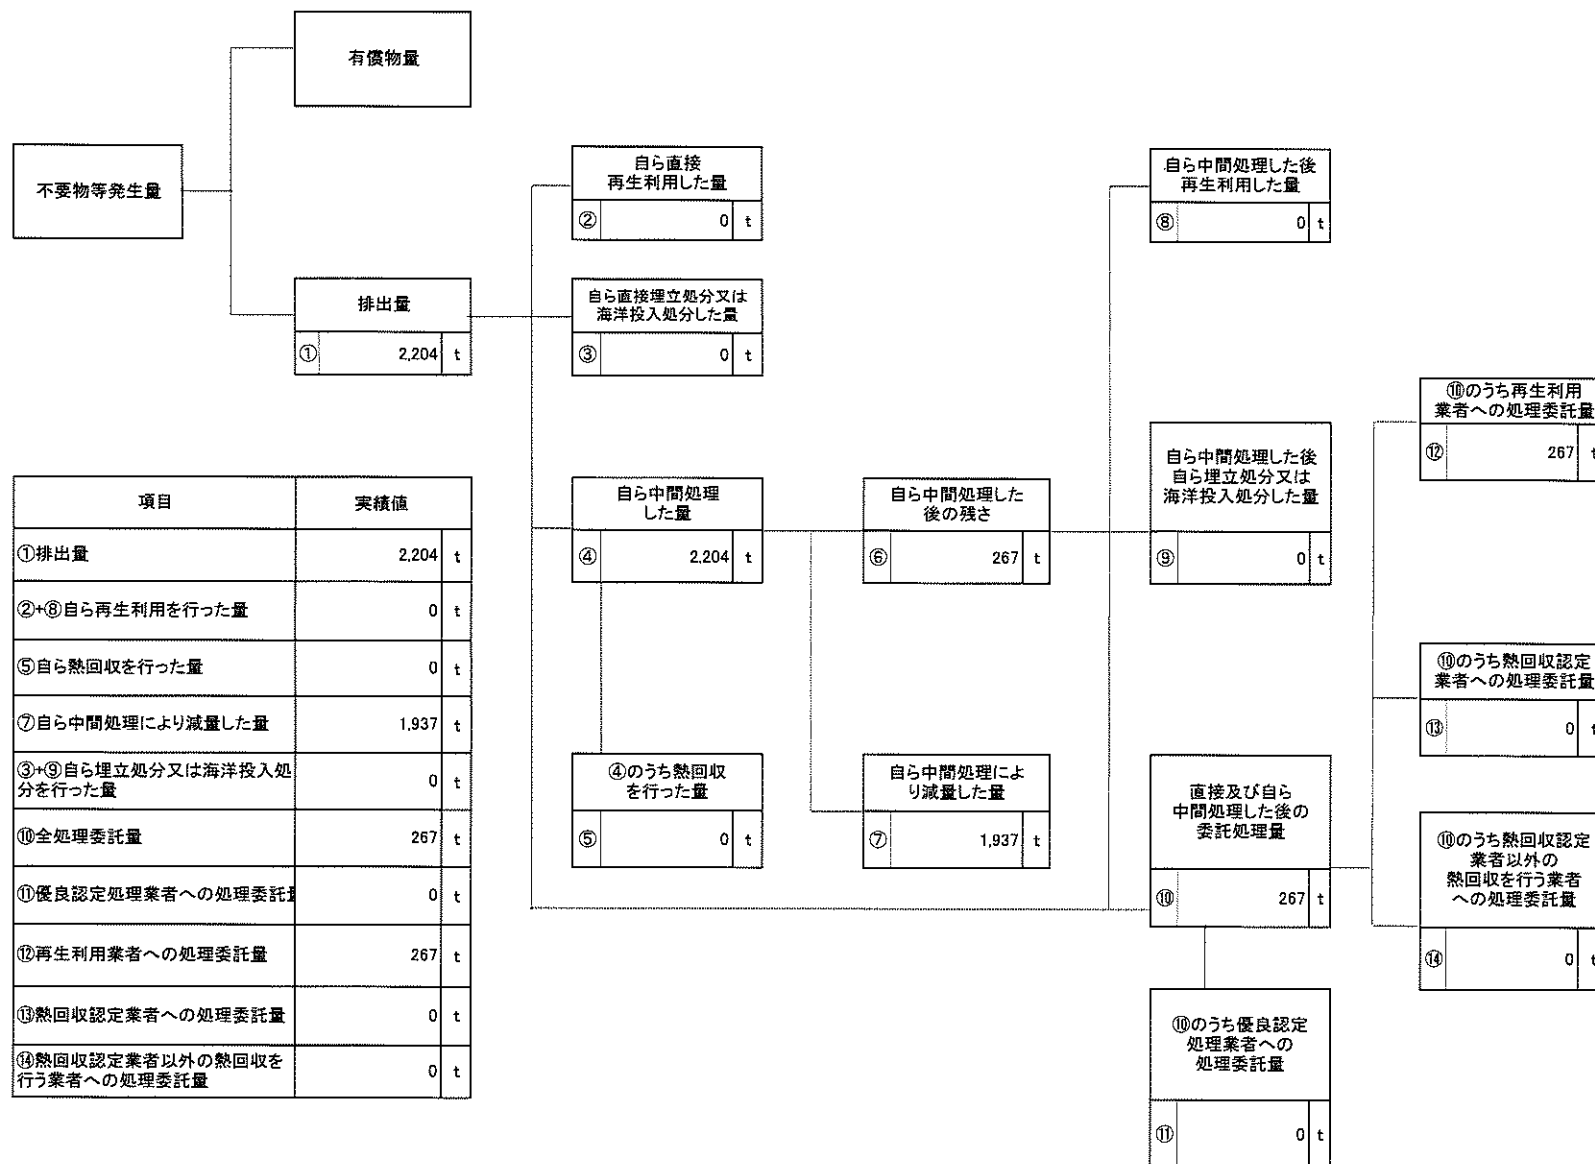 有償物量
不要物等発生量
排出量
① 2,204 t
自ら直接
再生利用した量
② 0 t
自ら直接埋立処分又は
海洋投入処分した量
③ 0 t
自ら中間処理
した量
④ 2,204 t
④のうち熱回収
を行った量
⑤ 0 t
自ら中間処理した
後の残さ
⑥ 267 t
自ら中間処理によ
り減量した量
⑦ 1,937 t
自ら中間処理した後
再生利用した量
⑧ 0 t
自ら中間処理した後
自ら埋立処分又は
海洋投入処分した量
⑨ 0 t
直接及び自ら
中間処理した後の
委託処理量
⑩ 267 t
⑩のうち優良認定
処理業者への
処理委託量
⑪ 0 t
⑩のうち再生利用
業者への処理委託量
⑫ 267 t
⑩のうち熱回収認定
業者への処理委託量
⑬ 0 t
⑩のうち熱回収認定
業者以外の
熱回収を行う業者
への処理委託量
⑭ 0 t
項目 実績値
①排出量 2,204 t
②+⑧自ら再生利用を行った量 0 t
⑤自ら熱回収を行った量 0 t
⑦自ら中間処理により減量した量 1,937 t
③+⑨自ら埋立処分又は海洋投入処
分を行った量 0 t
⑩全処理委託量 267 t
⑪優良認定処理業者への処理委託量 0 t
⑫再生利用業者への処理委託量 267 t
⑬熱回収認定業者への処理委託量 0 t
⑭熱回収認定業者以外の熱回収を
行う業者への処理委託量 0 t